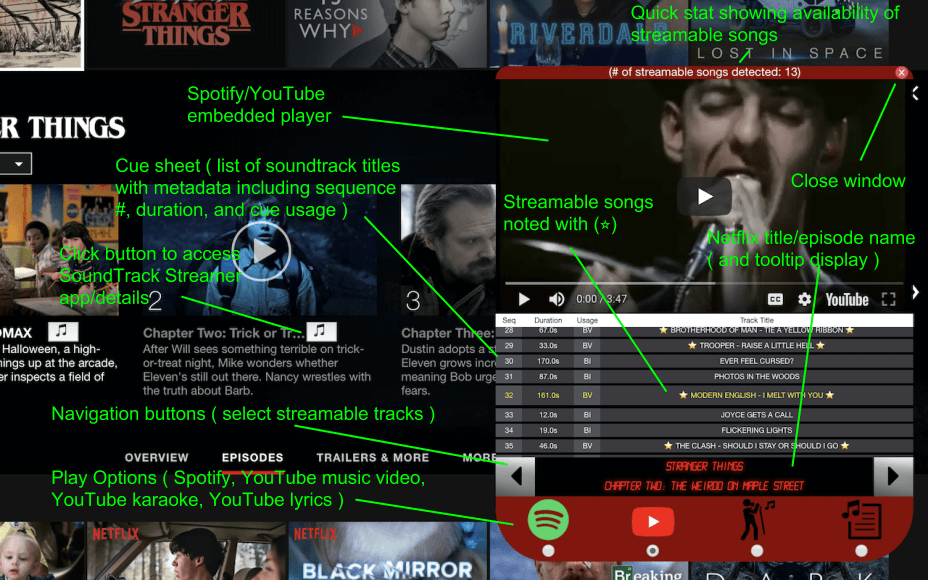 STRANGER
THINGS
13
REASONS
WHY
RIVERDALE
LOST IN SPACE
Quick stat showing availability of
streamable songs
(# of streamable songs detected: 13)
Spotify/YouTube
embedded player
R THINGS
Cue sheet ( list of soundtrack titles
with metadata including sequence
#, duration, and cue usage )
Close window
Streamable songs
noted with (⭐)
Netflix title/episode name
( and tooltip display )
Click button to access
SoundTrack Streamer
app/details
2
3
0:00 / 3:47
CC
YouTube
OMAX
Halloween, a high-
nings up at the arcade,
er inspects a field of
Chapter Two: Trick or Tr...
After Will sees something terrible on trick-
or-treat night, Mike wonders whether
Eleven's still out there. Nancy wrestles with
the truth about Barb.
Chapter Three:
Dustin adopts a s
Eleven grows incre
meaning Bob urge
fears.
Seq Duration Usage Track Title
28 67.0s BV ⭐ BROTHERHOOD OF MAN - TIE A YELLOW RIBBON ⭐
29 33.0s BV ⭐ TROOPER - RAISE A LITTLE HELL ⭐
30 170.0s BI EVER FEEL CURSED?
31 87.0s BI PHOTOS IN THE WOODS
32 161.0s BV ⭐ MODERN ENGLISH - I MELT WITH YOU ⭐
33 12.0s BI JOYCE GETS A CALL
34 19.0s BI FLICKERING LIGHTS
35 46.0s BV ⭐ THE CLASH - SHOULD I STAY OR SHOULD I GO ⭐
Navigation buttons ( select streamable tracks )
OVERVIEW EPISODES TRAILERS & MORE MORE
STRANGER THINGS
CHAPTER TWO: THE WEIRDO ON MAPLE STREET
Play Options ( Spotify, YouTube music video,
YouTube karaoke, YouTube lyrics )
NETFLIX
NETFLIX
BLACK MIRROR
Breaking
DARK